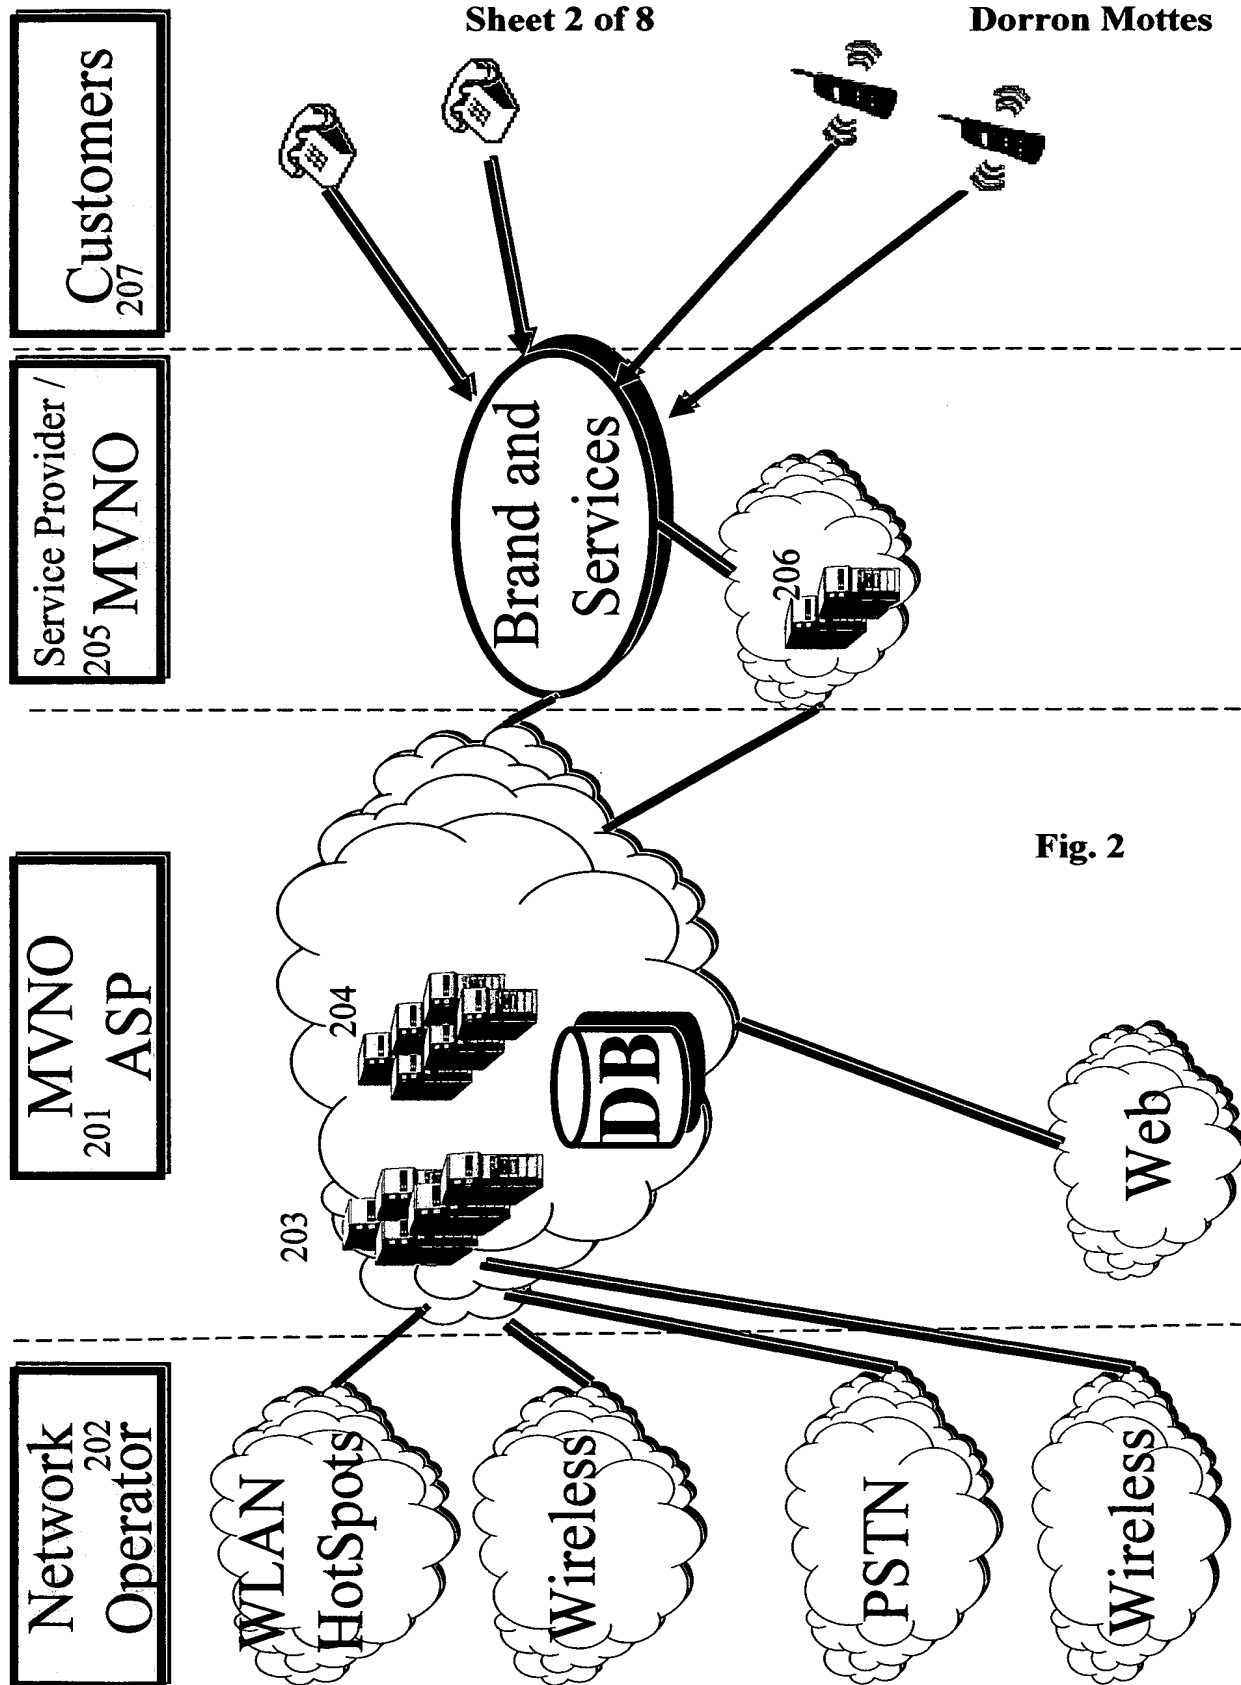 Sheet 2 of 8
Dorron Mottes
Network
202
Operator
MVNO
201
ASP
Service Provider /
205 MVNO
Customers
207
WLAN
HotSpots
Wireless
PSTN
Wireless
203
204
DB
Web
Brand and
Services
206
Fig. 2